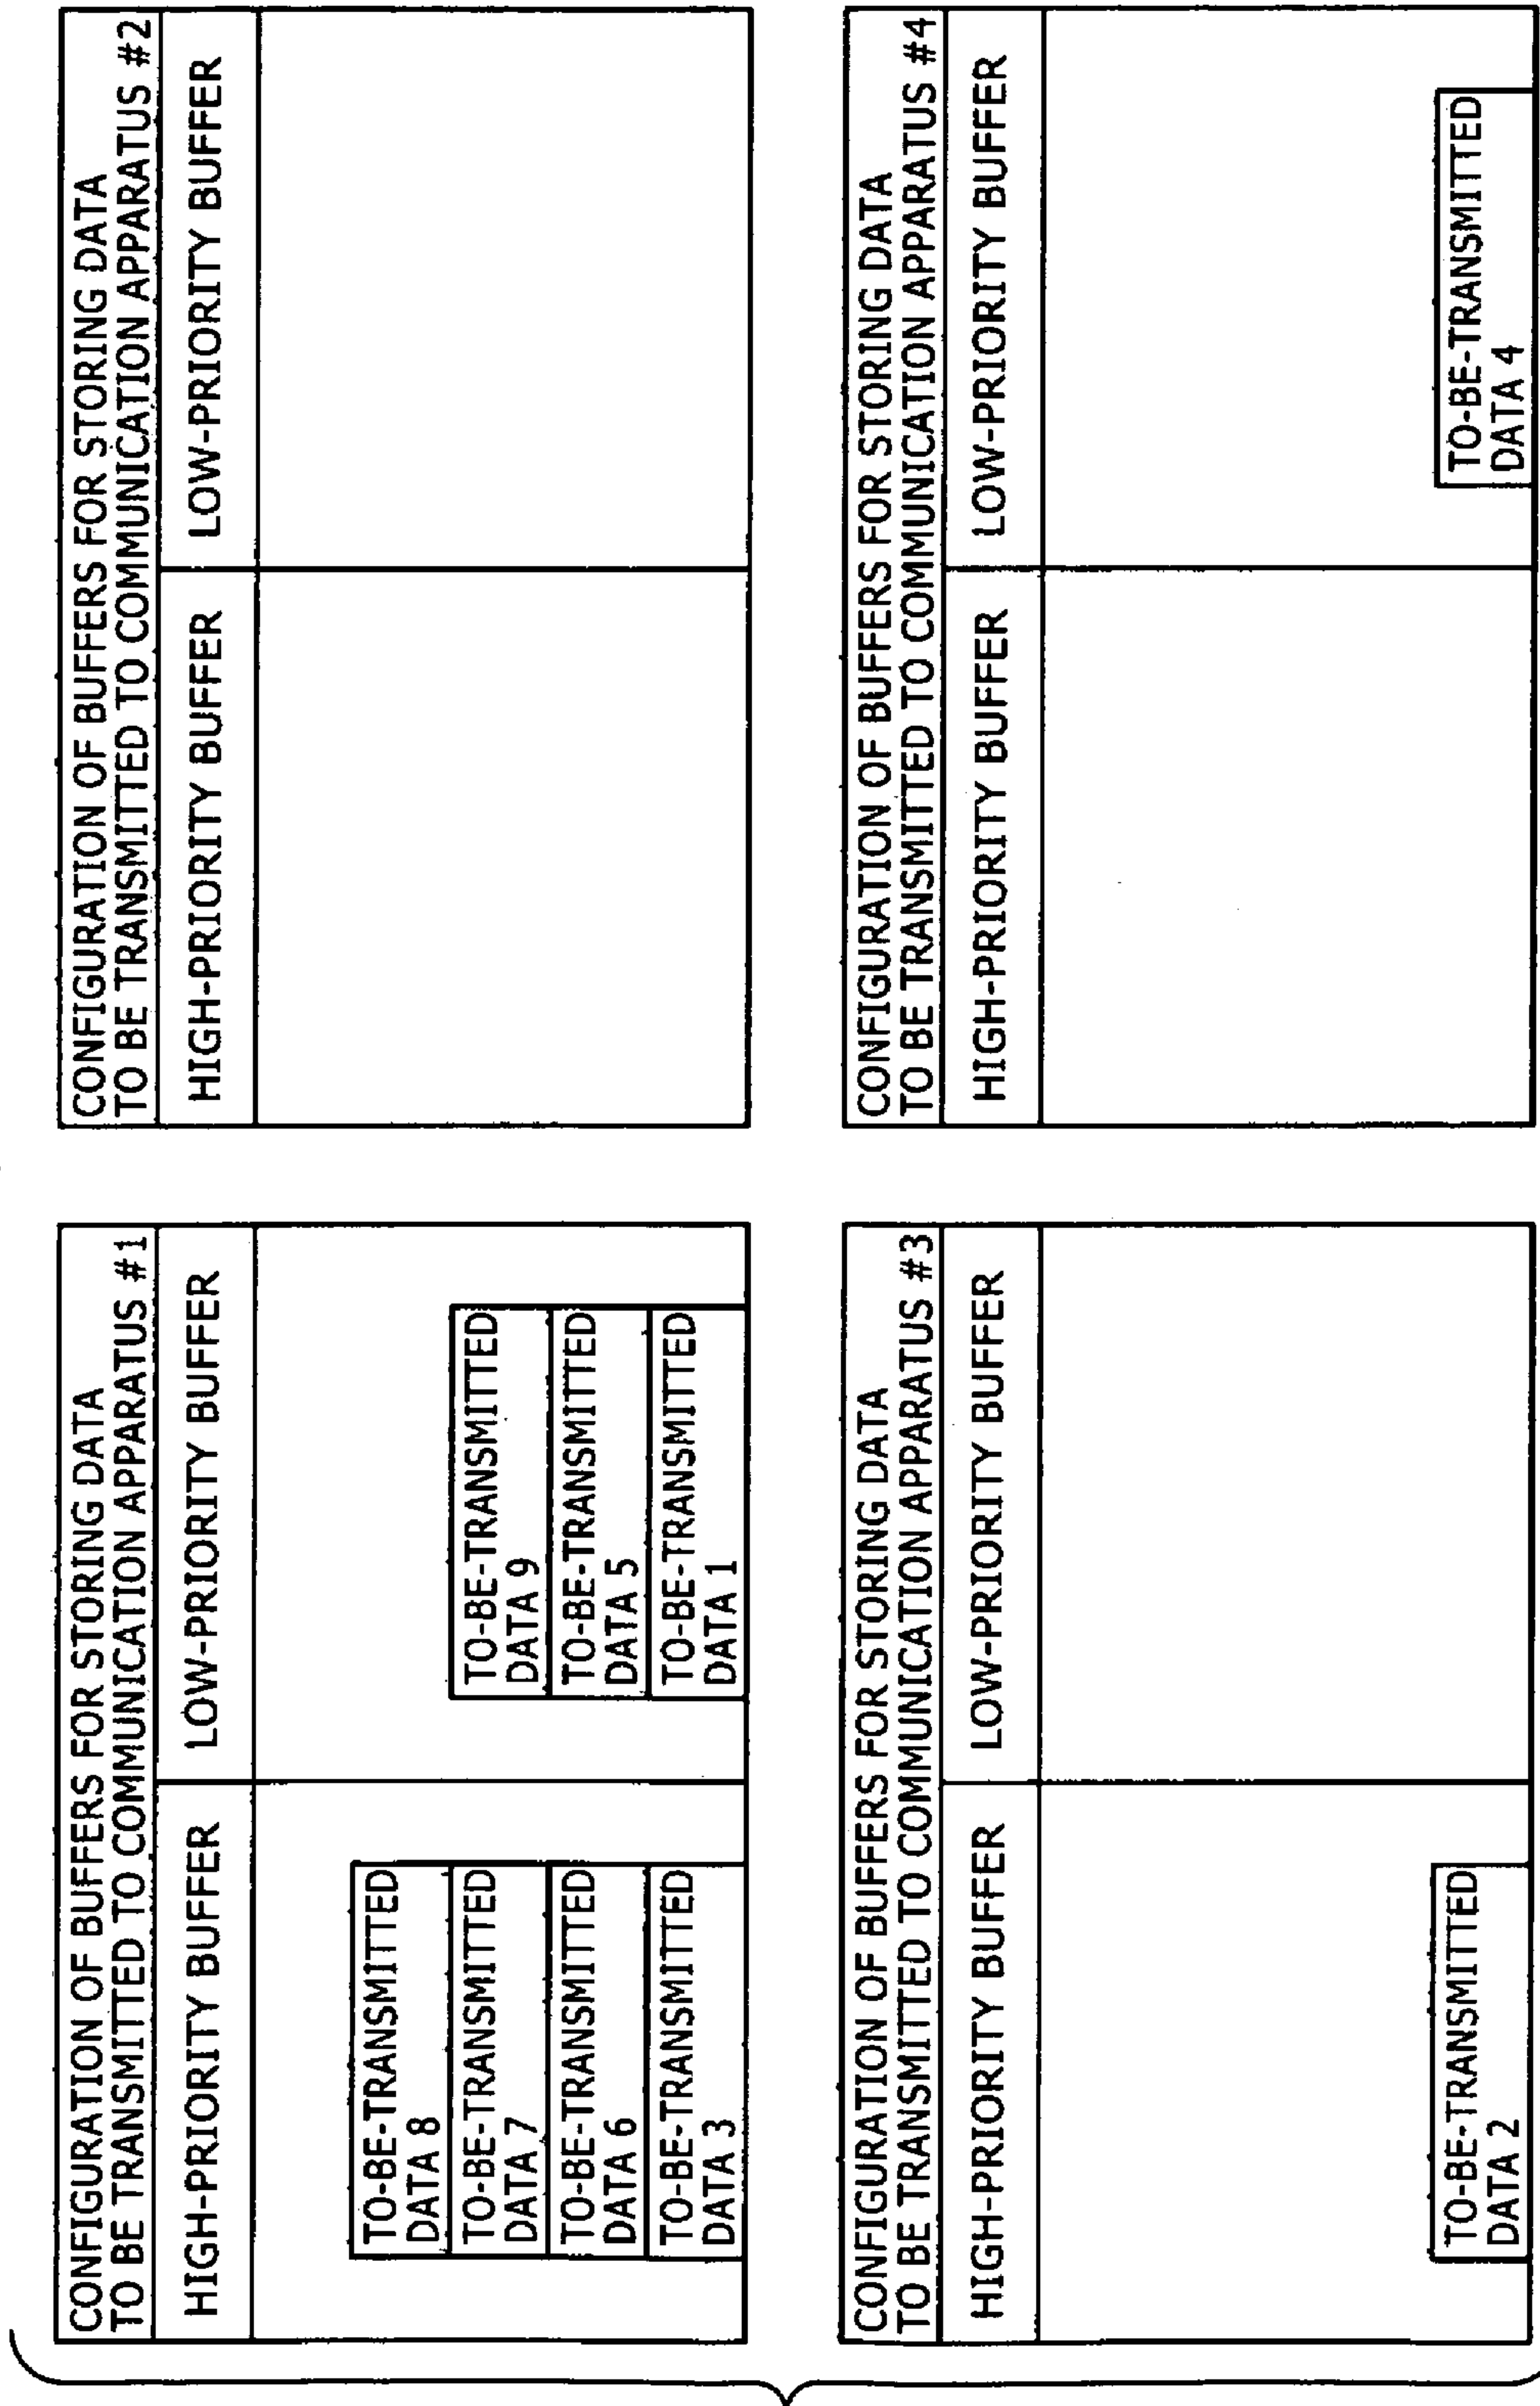 CONFIGURATION OF BUFFERS FOR STORING DATA
TO BE TRANSMITTED TO COMMUNICATION APPARATUS #1
HIGH-PRIORITY BUFFER
LOW-PRIORITY BUFFER
TO-BE-TRANSMITTED
DATA 8
TO-BE-TRANSMITTED
DATA 7
TO-BE-TRANSMITTED
DATA 6
TO-BE-TRANSMITTED
DATA 3
TO-BE-TRANSMITTED
DATA 9
TO-BE-TRANSMITTED
DATA 5
TO-BE-TRANSMITTED
DATA 1
CONFIGURATION OF BUFFERS FOR STORING DATA
TO BE TRANSMITTED TO COMMUNICATION APPARATUS #2
HIGH-PRIORITY BUFFER
LOW-PRIORITY BUFFER
CONFIGURATION OF BUFFERS FOR STORING DATA
TO BE TRANSMITTED TO COMMUNICATION APPARATUS #3
HIGH-PRIORITY BUFFER
LOW-PRIORITY BUFFER
TO-BE-TRANSMITTED
DATA 2
CONFIGURATION OF BUFFERS FOR STORING DATA
TO BE TRANSMITTED TO COMMUNICATION APPARATUS #4
HIGH-PRIORITY BUFFER
LOW-PRIORITY BUFFER
TO-BE-TRANSMITTED
DATA 4